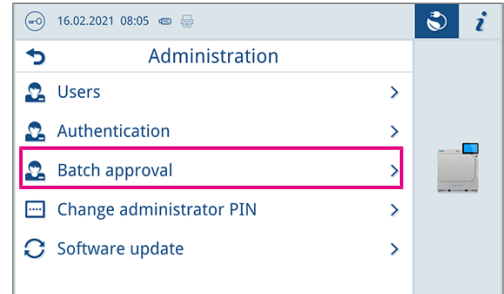 16.02.2021 08:05
Administration
Users
Authentication
Batch approval
Change administrator PIN
Software update